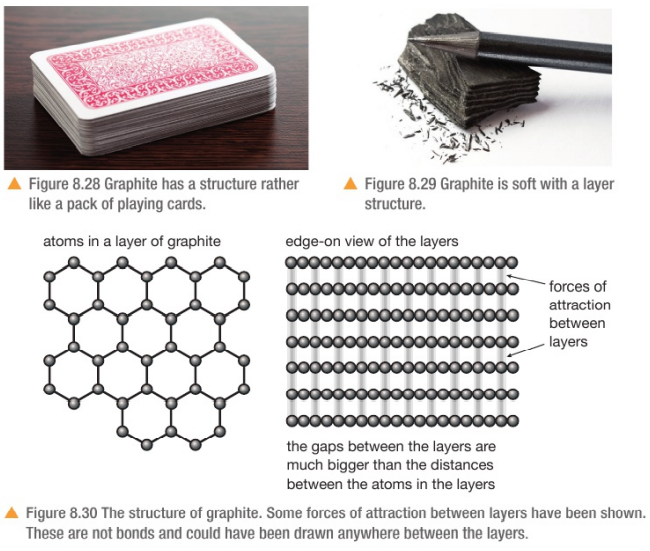 ▲ Figure 8.28 Graphite has a structure rather
like a pack of playing cards.
▲ Figure 8.29 Graphite is soft with a layer
structure.
atoms in a layer of graphite
edge-on view of the layers
forces of
attraction
between
layers
the gaps between the layers are
much bigger than the distances
between the atoms in the layers
▲ Figure 8.30 The structure of graphite. Some forces of attraction between layers have been shown.
These are not bonds and could have been drawn anywhere between the layers.